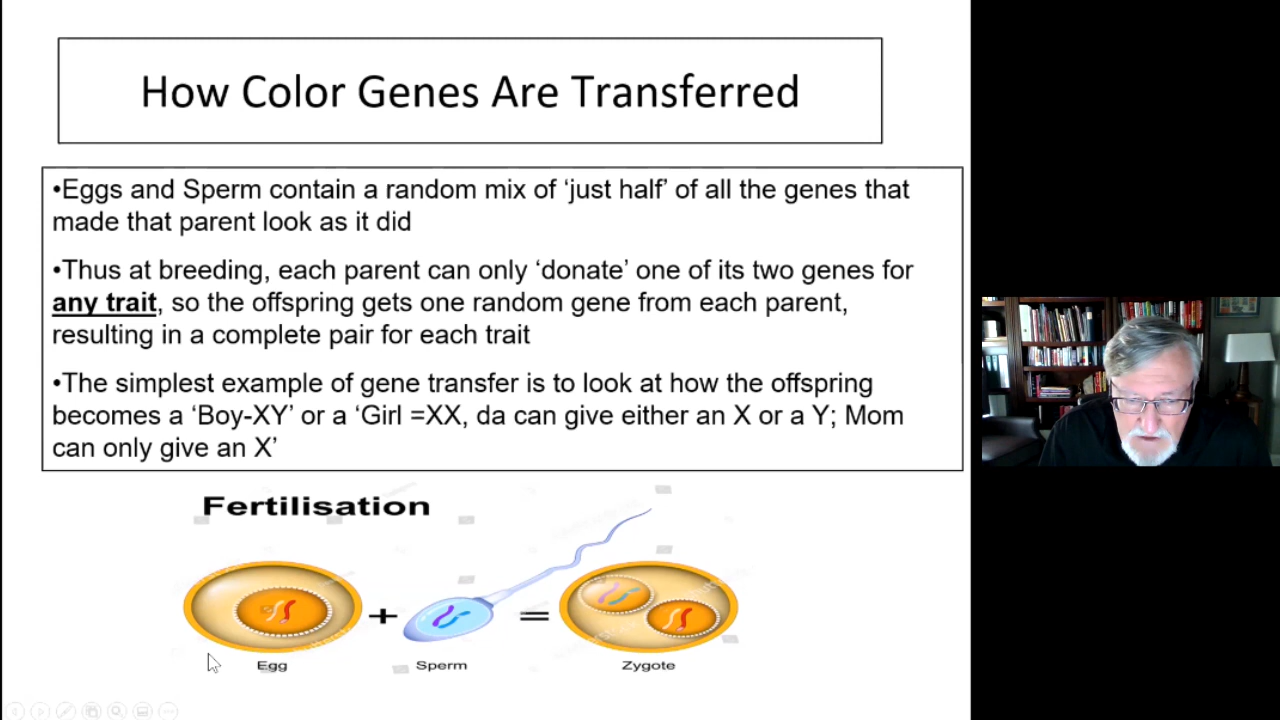 How Color Genes Are Transferred
•Eggs and Sperm contain a random mix of ‘just half’ of all the genes that
made that parent look as it did
•Thus at breeding, each parent can only ‘donate’ one of its two genes for
any trait, so the offspring gets one random gene from each parent,
resulting in a complete pair for each trait
•The simplest example of gene transfer is to look at how the offspring
becomes a ‘Boy-XY’ or a ‘Girl =XX, da can give either an X or a Y; Mom
can only give an X’
Fertilisation
+
=
Egg
Sperm
Zygote